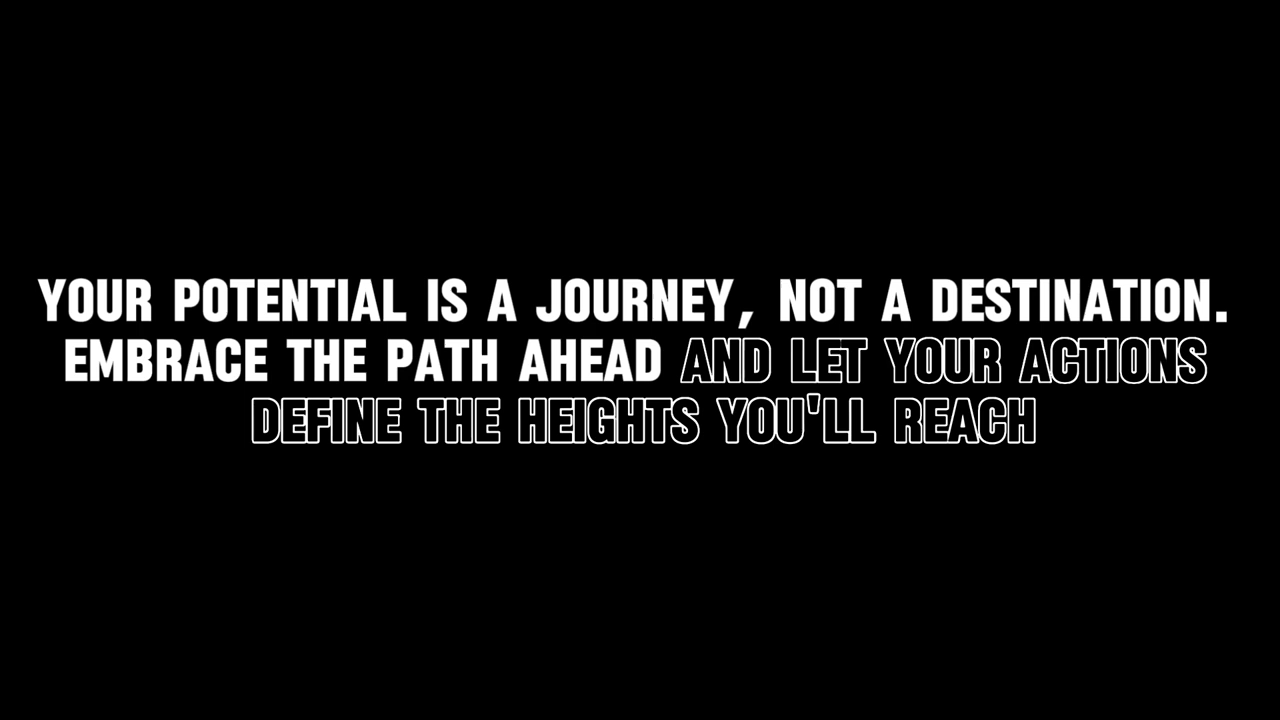 YOUR POTENTIAL IS A JOURNEY, NOT A DESTINATION.
EMBRACE THE PATH AHEAD AND LET YOUR ACTIONS
DEFINE THE HEIGHTS YOU'LL REACH